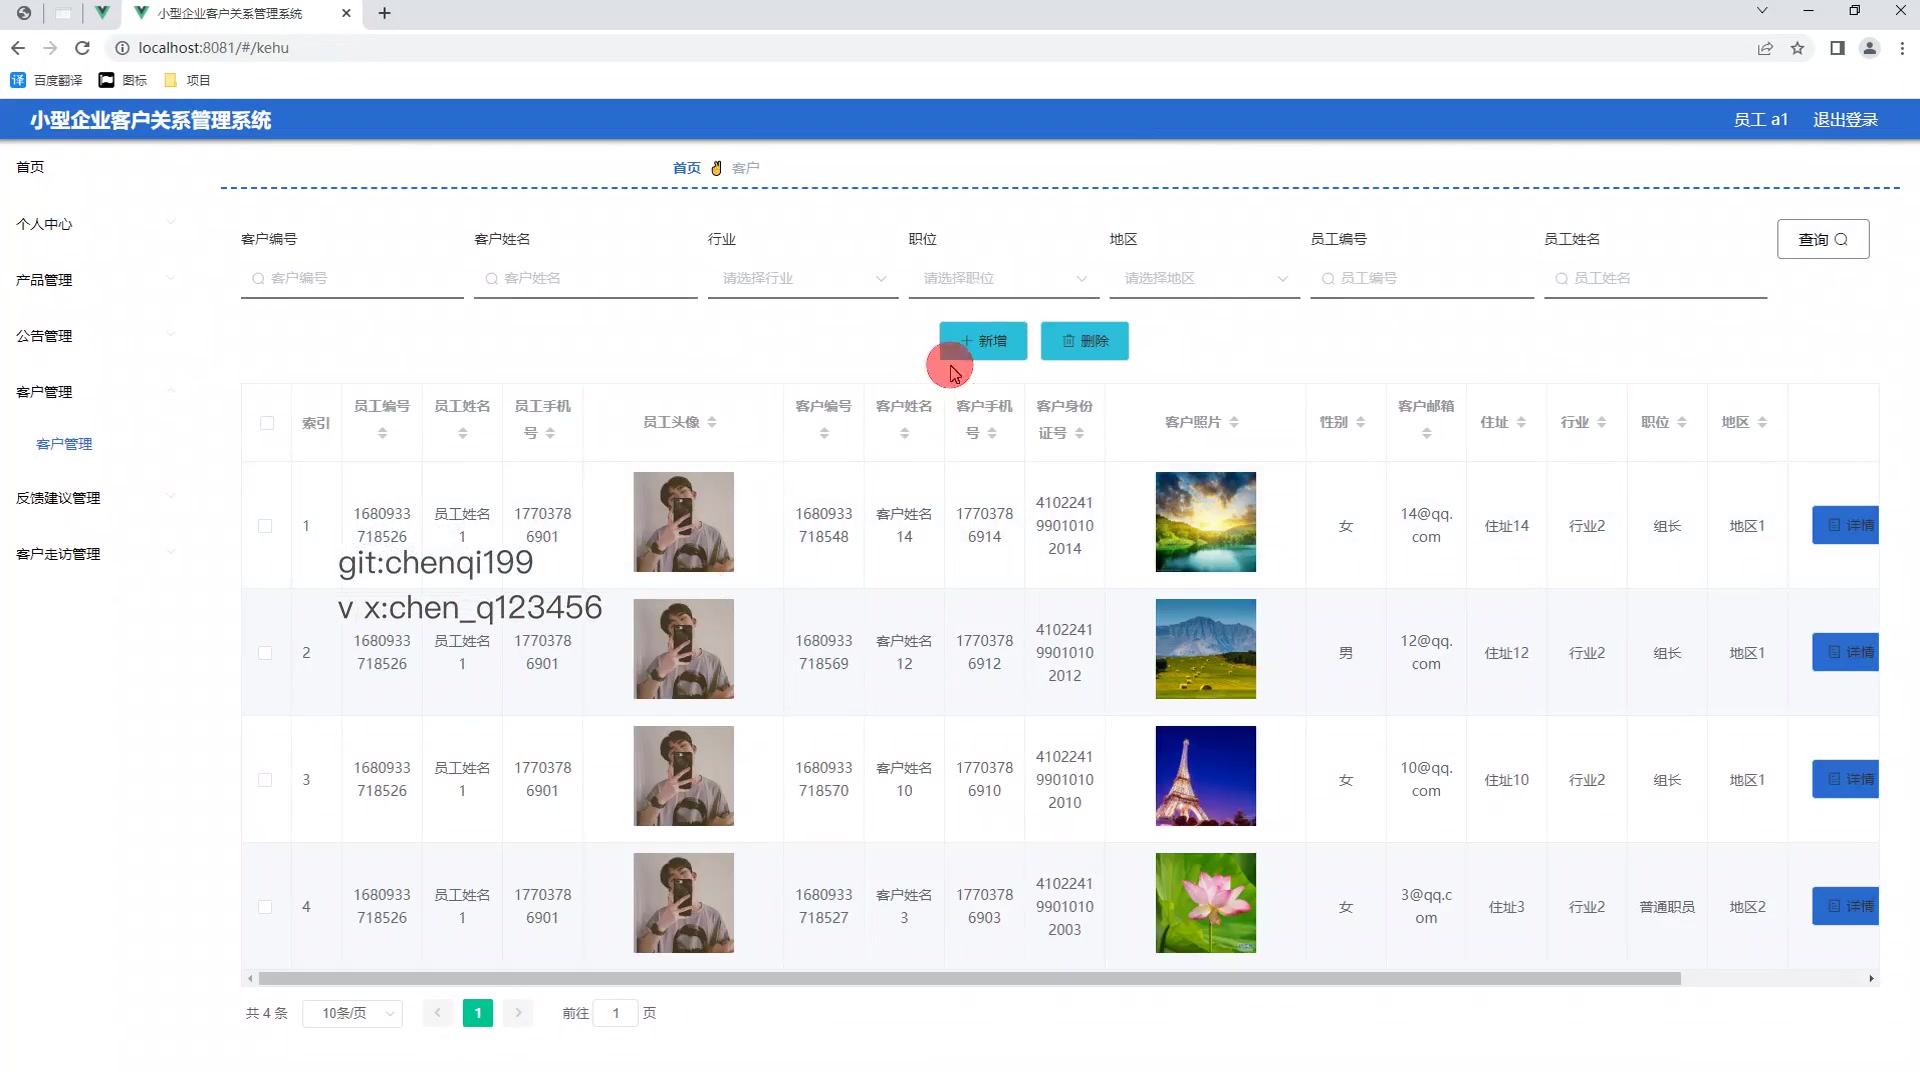 小型企业客户关系管理系统
localhost:8081/#/kehu
百度翻译 图标 项目
小型企业客户关系管理系统
员工 a1 退出登录
首页
个人中心
产品管理
公告管理
客户管理
客户管理
反馈建议管理
客户走访管理
首页 客户
客户编号 客户姓名 行业 职位 地区 员工编号 员工姓名 查询
客户编号 客户姓名 请选择行业 请选择职位 请选择地区 员工编号 员工姓名
新增 删除
索引 员工编号 员工姓名 员工手机号 员工头像 客户编号 客户姓名 客户手机号 客户身份证号 客户照片 性别 客户邮箱 住址 行业 职位 地区
1 1680933718526 员工姓名1 17703786901 1680933718548 客户姓名14 17703786914 410224199010102014 女 14@qq.com 住址14 行业2 组长 地区1 详情
git:chenqi199
v x:chen_q123456
2 1680933718526 员工姓名1 17703786901 1680933718569 客户姓名12 17703786912 410224199010102012 男 12@qq.com 住址12 行业2 组长 地区1 详情
3 1680933718526 员工姓名1 17703786901 1680933718570 客户姓名10 17703786910 410224199010102010 女 10@qq.com 住址10 行业2 组长 地区1 详情
4 1680933718526 员工姓名1 17703786901 1680933718527 客户姓名3 17703786903 410224199010102003 女 3@qq.com 住址3 行业2 普通职员 地区2 详情
共 4 条 10条/页 1 前往 1 页